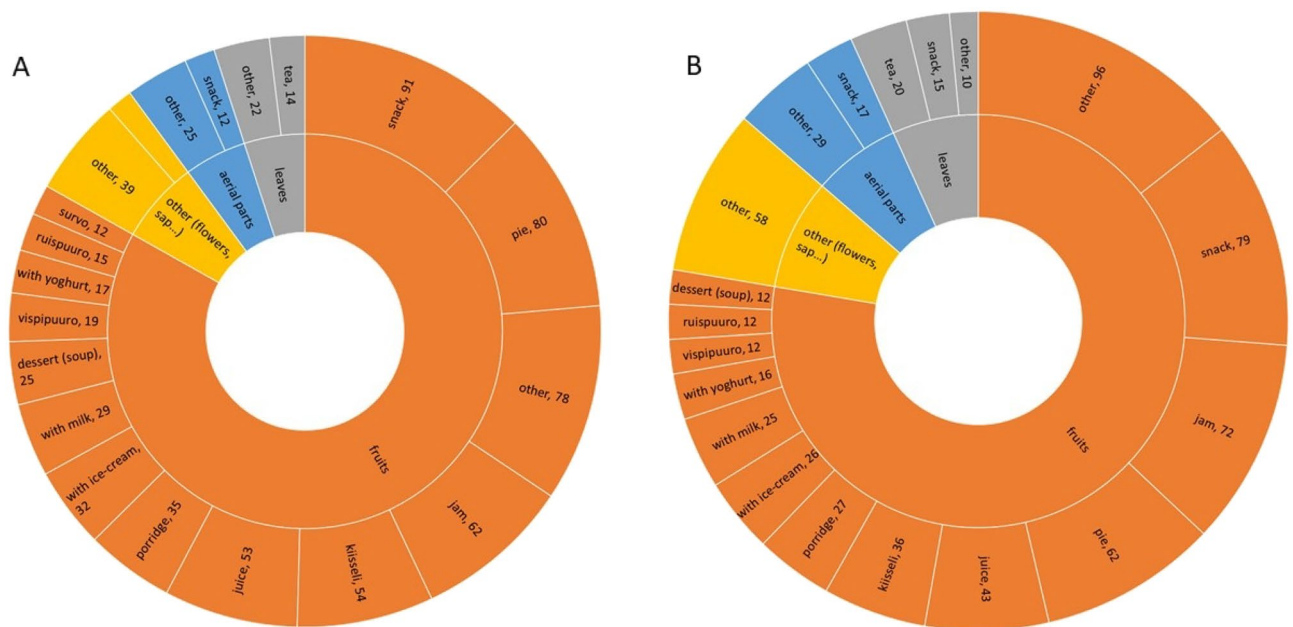 A
snack, 91
pie, 80
other, 78
jam, 62
kiisseli, 54
juice, 53
porridge, 35
with ice-cream,
32
with milk, 29
dessert (soup),
25
vispipuuro, 19
with yoghurt, 17
ruispuuro, 15
survo, 12
other, 39
other, 25
snack, 12
other, 22
tea, 14
fruits
other (flowers,
sap...)
aerial parts
leaves
B
other, 96
snack, 79
jam, 72
pie, 62
juice, 43
kiisseli, 36
porridge, 27
with ice-cream, 26
with milk, 25
with yoghurt, 16
vispipuuro, 12
ruispuuro, 12
dessert (soup), 12
other, 58
other, 29
snack, 17
tea, 20
snack, 15
other, 10
fruits
other (flowers,
sap...)
aerial parts
leaves